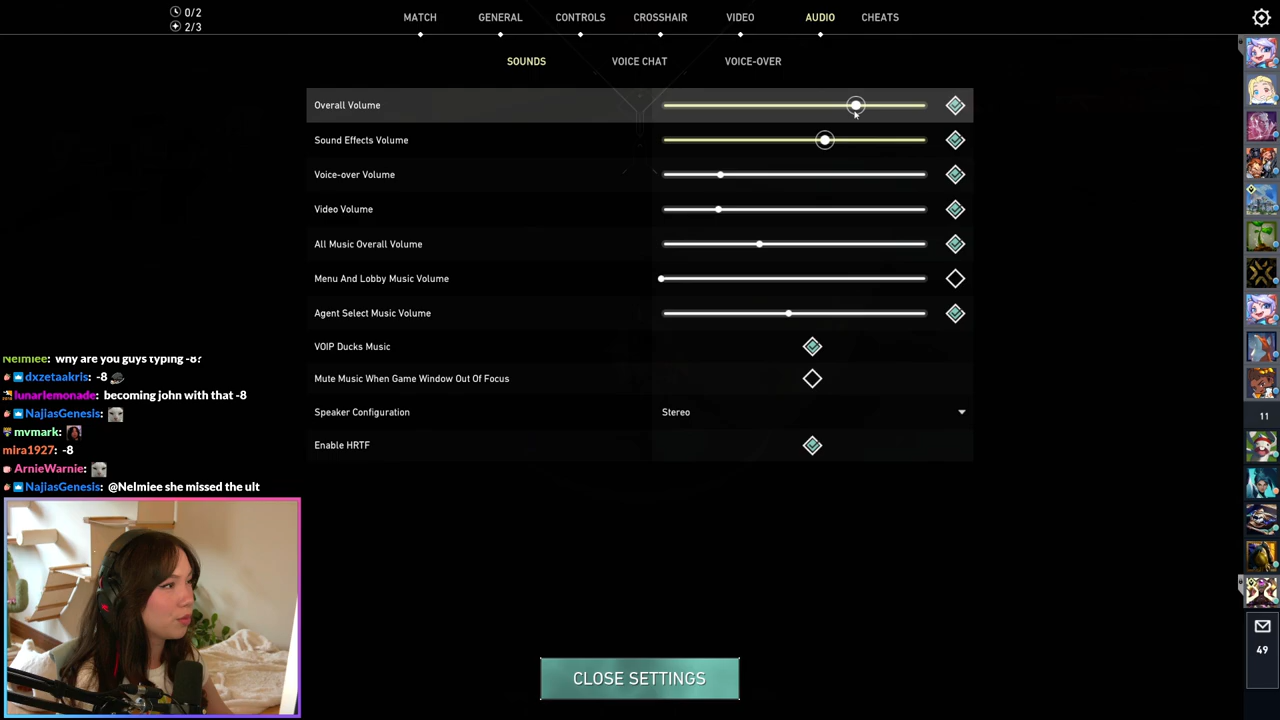 0/2
2/3
MATCH GENERAL CONTROLS CROSSHAIR VIDEO AUDIO CHEATS
SOUNDS VOICE CHAT VOICE-OVER
Overall Volume
Sound Effects Volume
Voice-over Volume
Video Volume
All Music Overall Volume
Menu And Lobby Music Volume
Agent Select Music Volume
VOIP Ducks Music
Mute Music When Game Window Out Of Focus
Speaker Configuration Stereo
Enable HRTF
Nelmiee: why are you guys typing -8?
dxzetaakris: -8
lunarlemonade: becoming john with that -8
NajiasGenesis:
mvmark:
mira1927: -8
ArnieWarnie:
NajiasGenesis: @Nelmiee she missed the ult
CLOSE SETTINGS
11
49